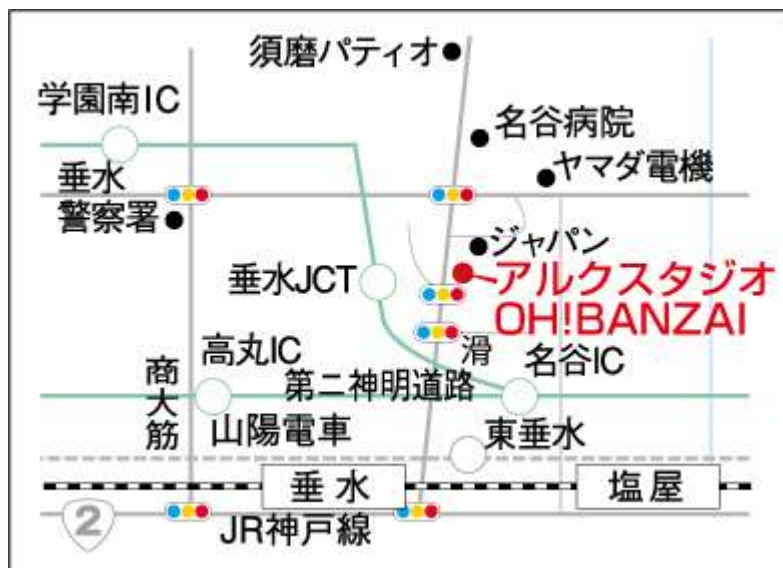 須磨パティオ
学園南IC
名谷病院
ヤマダ電機
垂水
警察署
ジャパン
垂水JCT
アルクスタジオ
OH!BANZAI
高丸IC
滑
名谷IC
商大筋
第二神明道路
山陽電車
東垂水
垂水
塩屋
2
JR神戸線